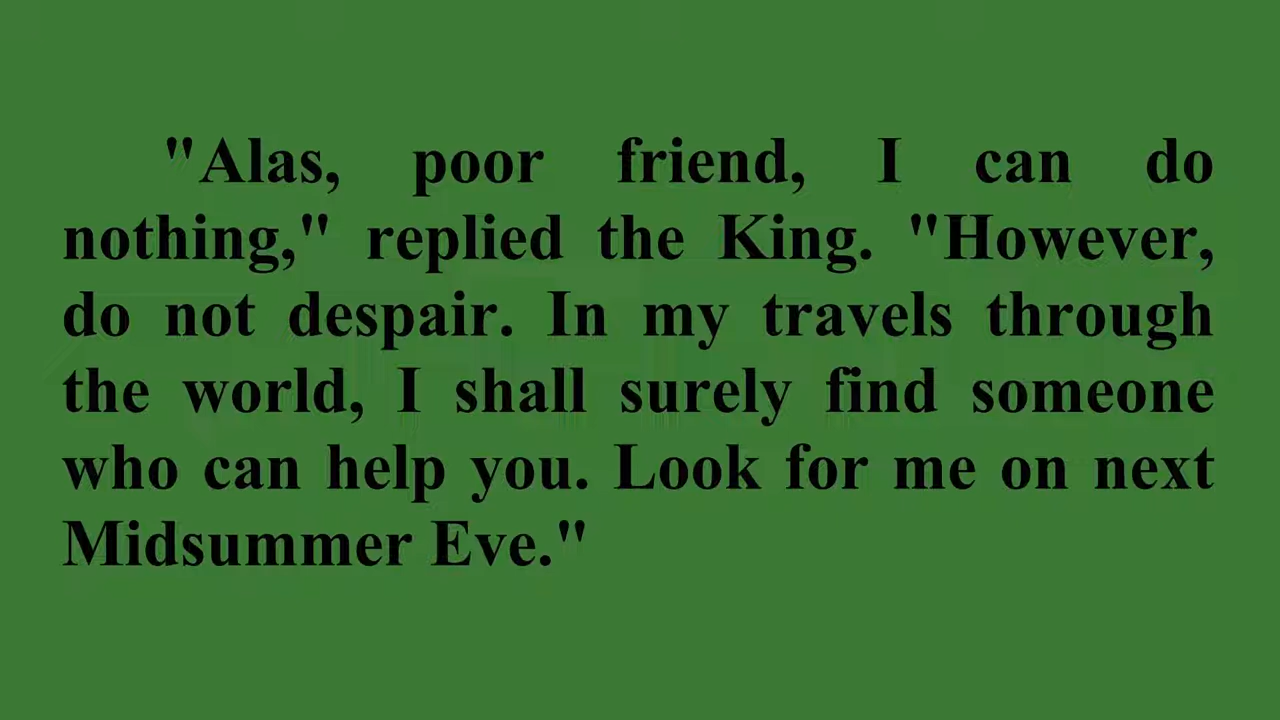 "Alas, poor friend, I can do
nothing," replied the King. "However,
do not despair. In my travels through
the world, I shall surely find someone
who can help you. Look for me on next
Midsummer Eve."